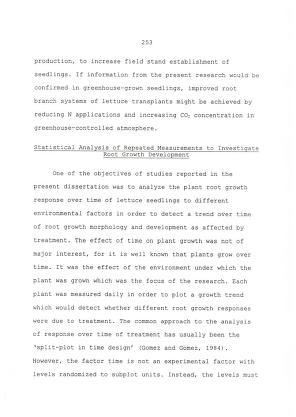 253
production, to increase field stand establishment of
seedlings. If information from the present research would be
confirmed in greenhouse-grown seedlings, improved root
branch systems of lettuce transplants might be achieved by
reducing N applications and increasing CO₂ concentration in
greenhouse-controlled atmosphere.
Statistical Analysis of Repeated Measurements to Investigate
Root Growth Development
One of the objectives of studies reported in the
present dissertation was to analyze the plant root growth
response over time of lettuce seedlings to different
environmental factors in order to detect a trend over time
of root growth morphology and development as affected by
treatment. The effect of time on plant growth was not of
major interest, for it is well known that plants grow over
time. It was the effect of the environment under which the
plant was grown which was the focus of the research. Each
plant was measured daily in order to plot a growth trend
which would detect whether different root growth responses
were due to treatment. The common approach to the analysis
of response over time of treatment has usually been the
'split-plot in time design' (Gomez and Gomez, 1984).
However, the factor time is not an experimental factor with
levels randomized to subplot units. Instead, the levels must